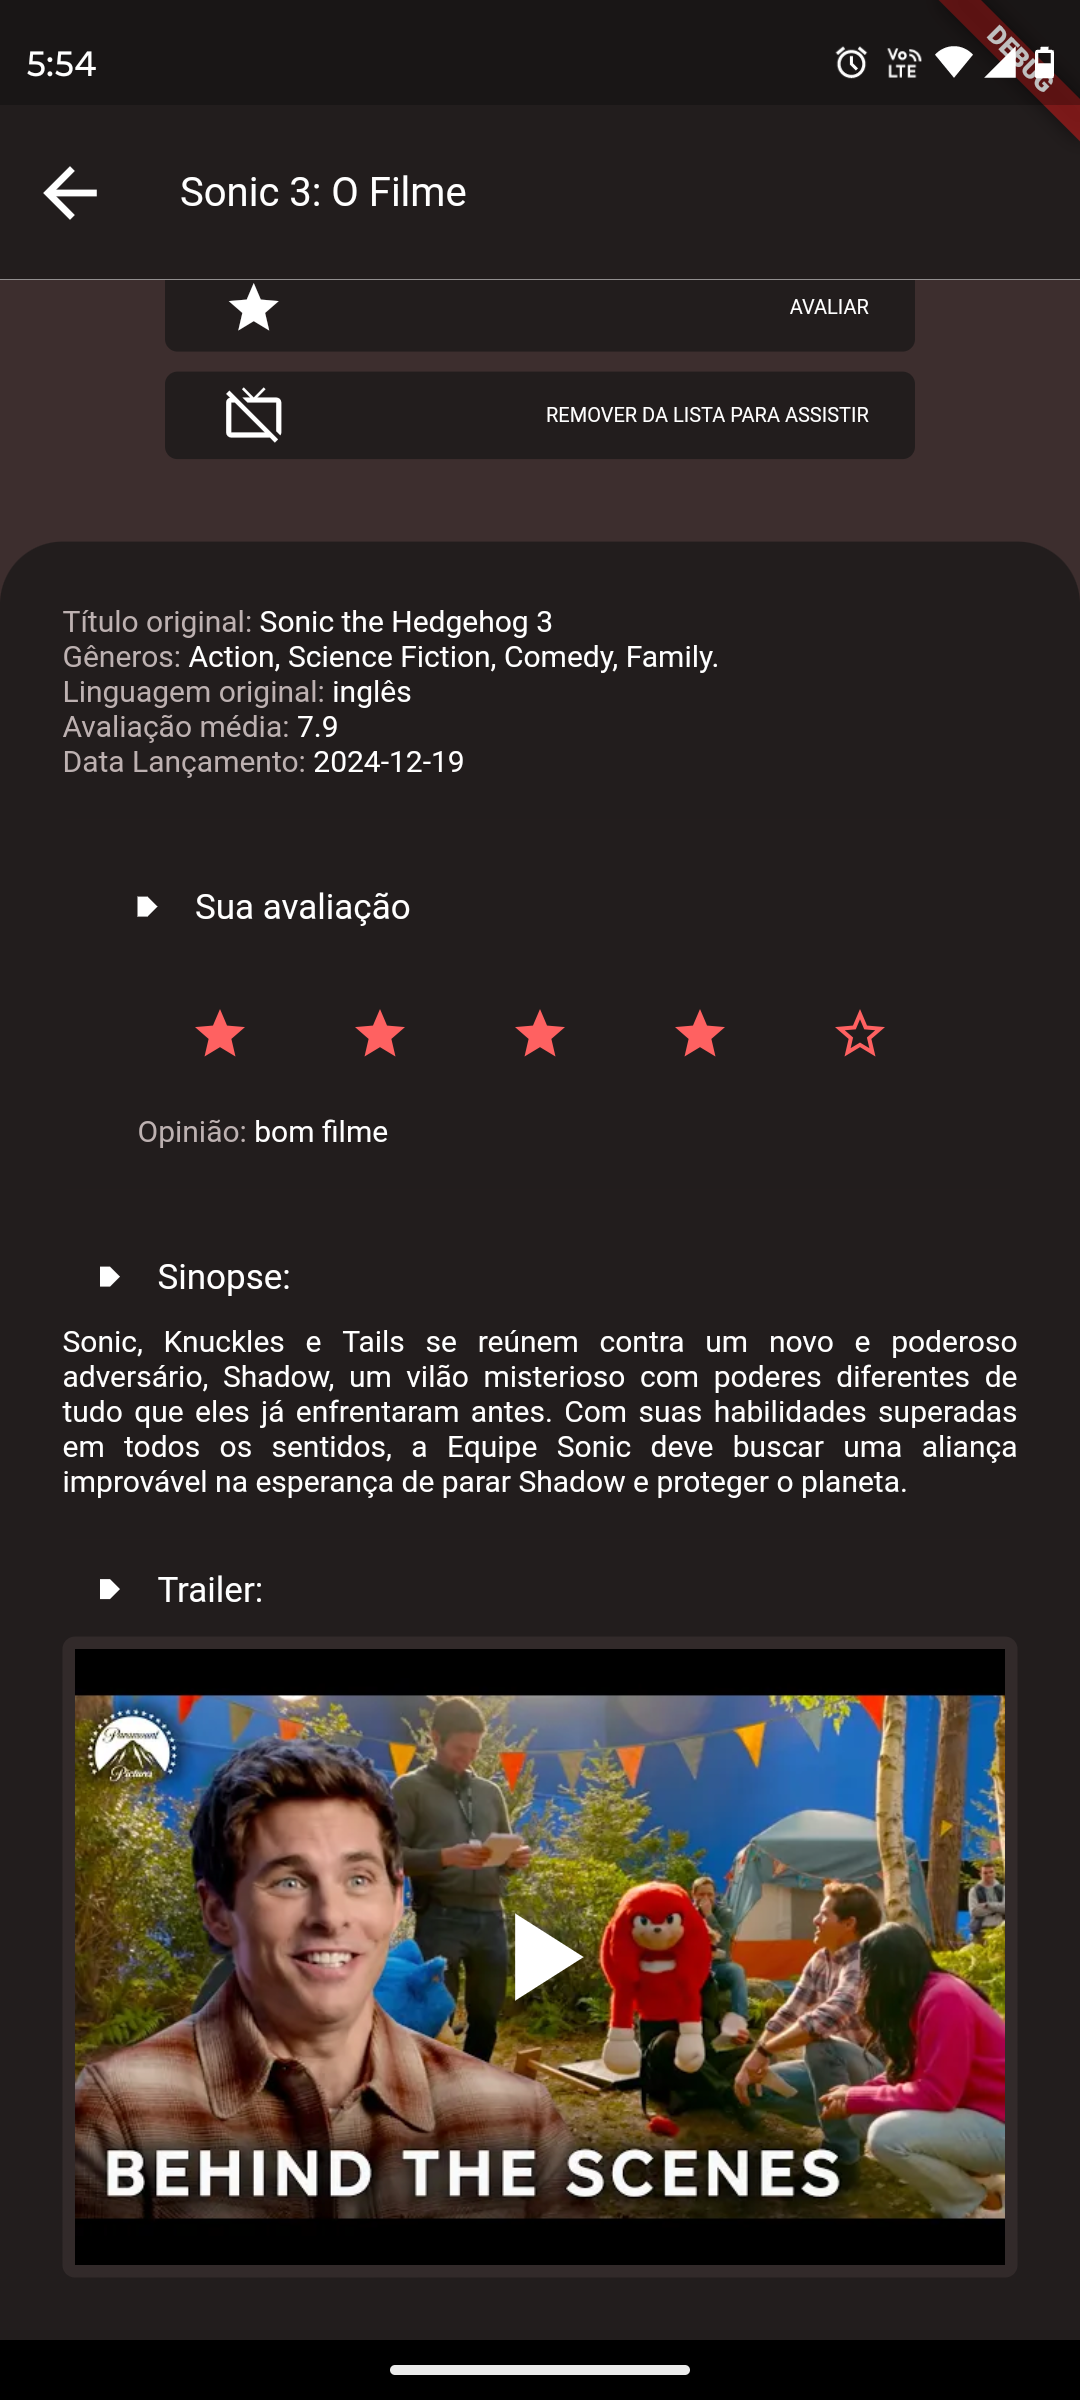 5:54
Vo LTE
DEBUG
Sonic 3: O Filme
AVALIAR
REMOVER DA LISTA PARA ASSISTIR
Título original: Sonic the Hedgehog 3
Gêneros: Action, Science Fiction, Comedy, Family.
Linguagem original: inglês
Avaliação média: 7.9
Data Lançamento: 2024-12-19
Sua avaliação
Opinião: bom filme
Sinopse:
Sonic, Knuckles e Tails se reúnem contra um novo e poderoso
adversário, Shadow, um vilão misterioso com poderes diferentes de
tudo que eles já enfrentaram antes. Com suas habilidades superadas
em todos os sentidos, a Equipe Sonic deve buscar uma aliança
improvável na esperança de parar Shadow e proteger o planeta.
Trailer:
Paramount
Pictures
BEHIND THE SCENES